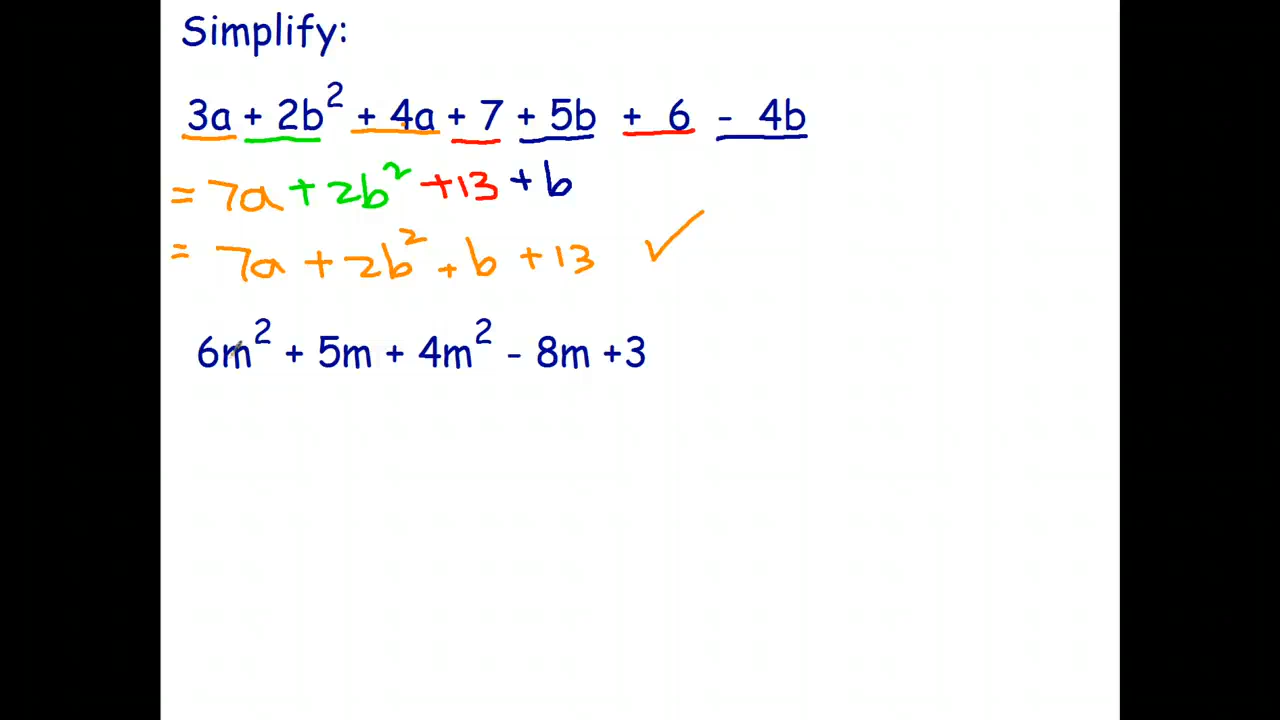 Simplify:
3a + 2b² + 4a + 7 + 5b + 6 - 4b
= 7a + 2b² + 13 + b
= 7a + 2b² + b + 13 ✓
6m² + 5m + 4m² - 8m +3